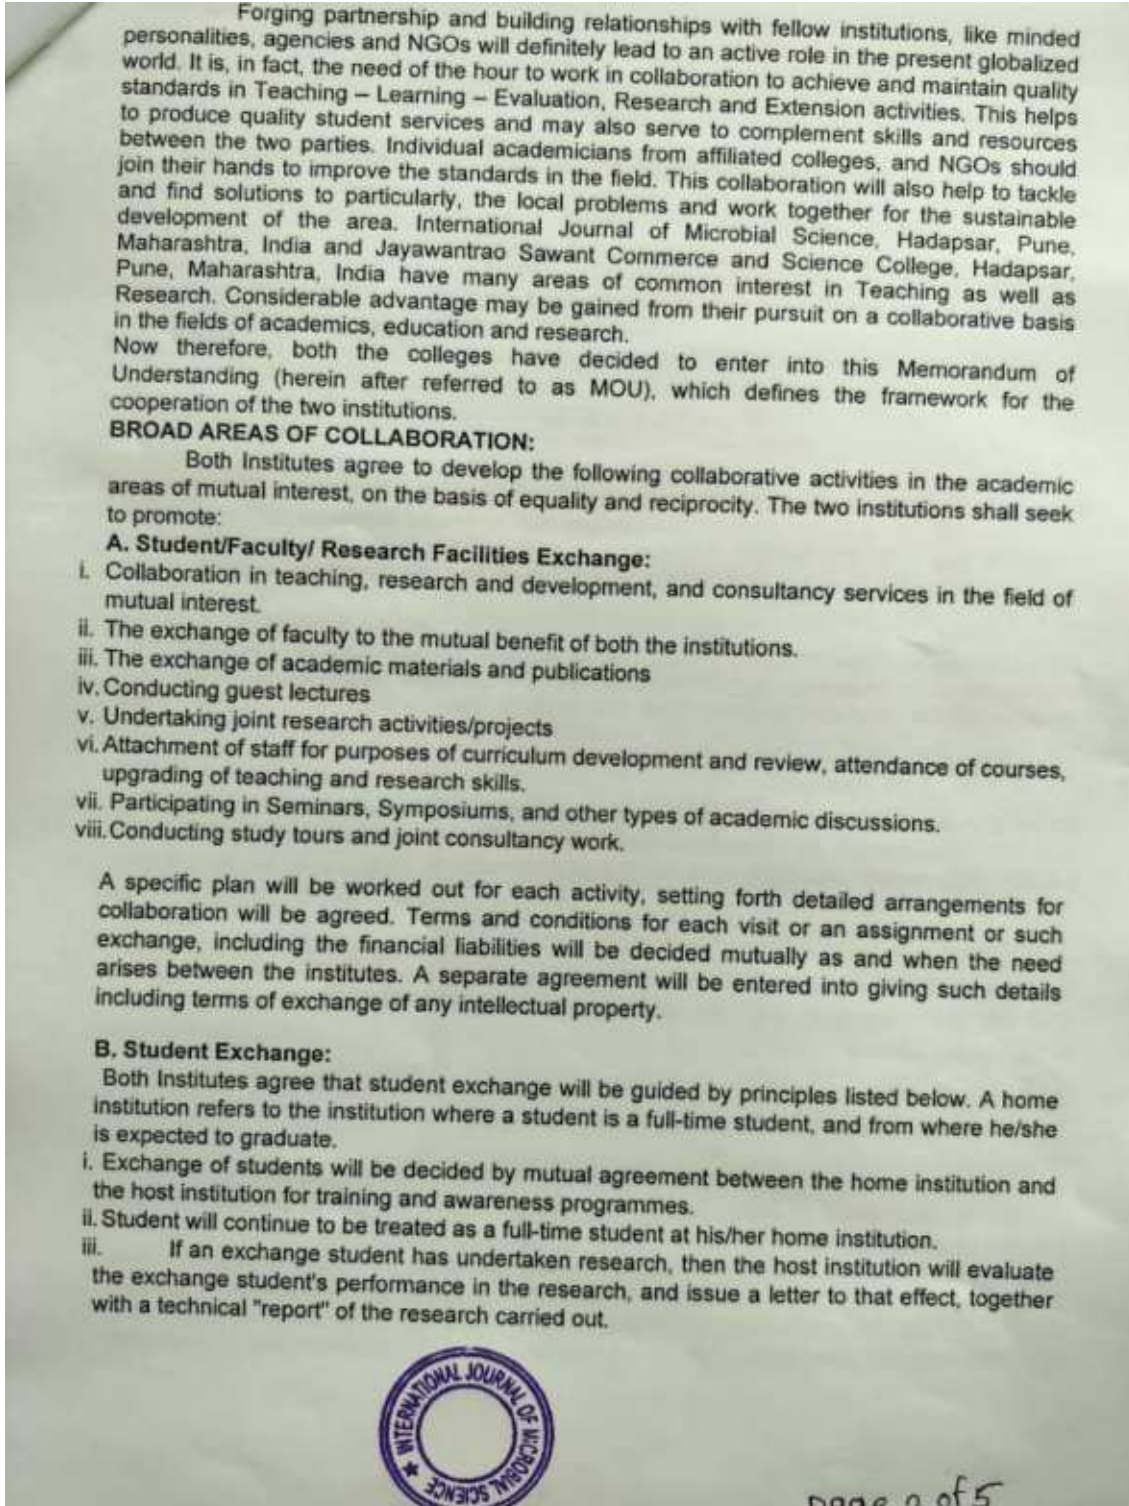 Forging partnership and building relationships with fellow institutions, like minded
personalities, agencies and NGOs will definitely lead to an active role in the present globalized
world. It is, in fact, the need of the hour to work in collaboration to achieve and maintain quality
standards in Teaching – Learning – Evaluation, Research and Extension activities. This helps
to produce quality student services and may also serve to complement skills and resources
between the two parties. Individual academicians from affiliated colleges, and NGOs should
join their hands to improve the standards in the field. This collaboration will also help to tackle
and find solutions to particularly, the local problems and work together for the sustainable
development of the area. International Journal of Microbial Science, Hadapsar, Pune,
Maharashtra, India and Jayawantrao Sawant Commerce and Science College, Hadapsar,
Pune, Maharashtra, India have many areas of common interest in Teaching as well as
Research. Considerable advantage may be gained from their pursuit on a collaborative basis
in the fields of academics, education and research.
Now therefore, both the colleges have decided to enter into this Memorandum of
Understanding (herein after referred to as MOU), which defines the framework for the
cooperation of the two institutions.
BROAD AREAS OF COLLABORATION:
Both Institutes agree to develop the following collaborative activities in the academic
areas of mutual interest, on the basis of equality and reciprocity. The two institutions shall seek
to promote:
A. Student/Faculty/ Research Facilities Exchange:
i. Collaboration in teaching, research and development, and consultancy services in the field of
mutual interest.
ii. The exchange of faculty to the mutual benefit of both the institutions.
iii. The exchange of academic materials and publications
iv. Conducting guest lectures
v. Undertaking joint research activities/projects
vi. Attachment of staff for purposes of curriculum development and review, attendance of courses,
upgrading of teaching and research skills.
vii. Participating in Seminars, Symposiums, and other types of academic discussions.
viii. Conducting study tours and joint consultancy work.
A specific plan will be worked out for each activity, setting forth detailed arrangements for
collaboration will be agreed. Terms and conditions for each visit or an assignment or such
exchange, including the financial liabilities will be decided mutually as and when the need
arises between the institutes. A separate agreement will be entered into giving such details
including terms of exchange of any intellectual property.
B. Student Exchange:
Both Institutes agree that student exchange will be guided by principles listed below. A home
institution refers to the institution where a student is a full-time student, and from where he/she
is expected to graduate.
i. Exchange of students will be decided by mutual agreement between the home institution and
the host institution for training and awareness programmes.
ii. Student will continue to be treated as a full-time student at his/her home institution.
iii. If an exchange student has undertaken research, then the host institution will evaluate
the exchange student's performance in the research, and issue a letter to that effect, together
with a technical "report" of the research carried out.
★ INTERNATIONAL JOURNAL OF MICROBIAL SCIENCE
page 2 of 5